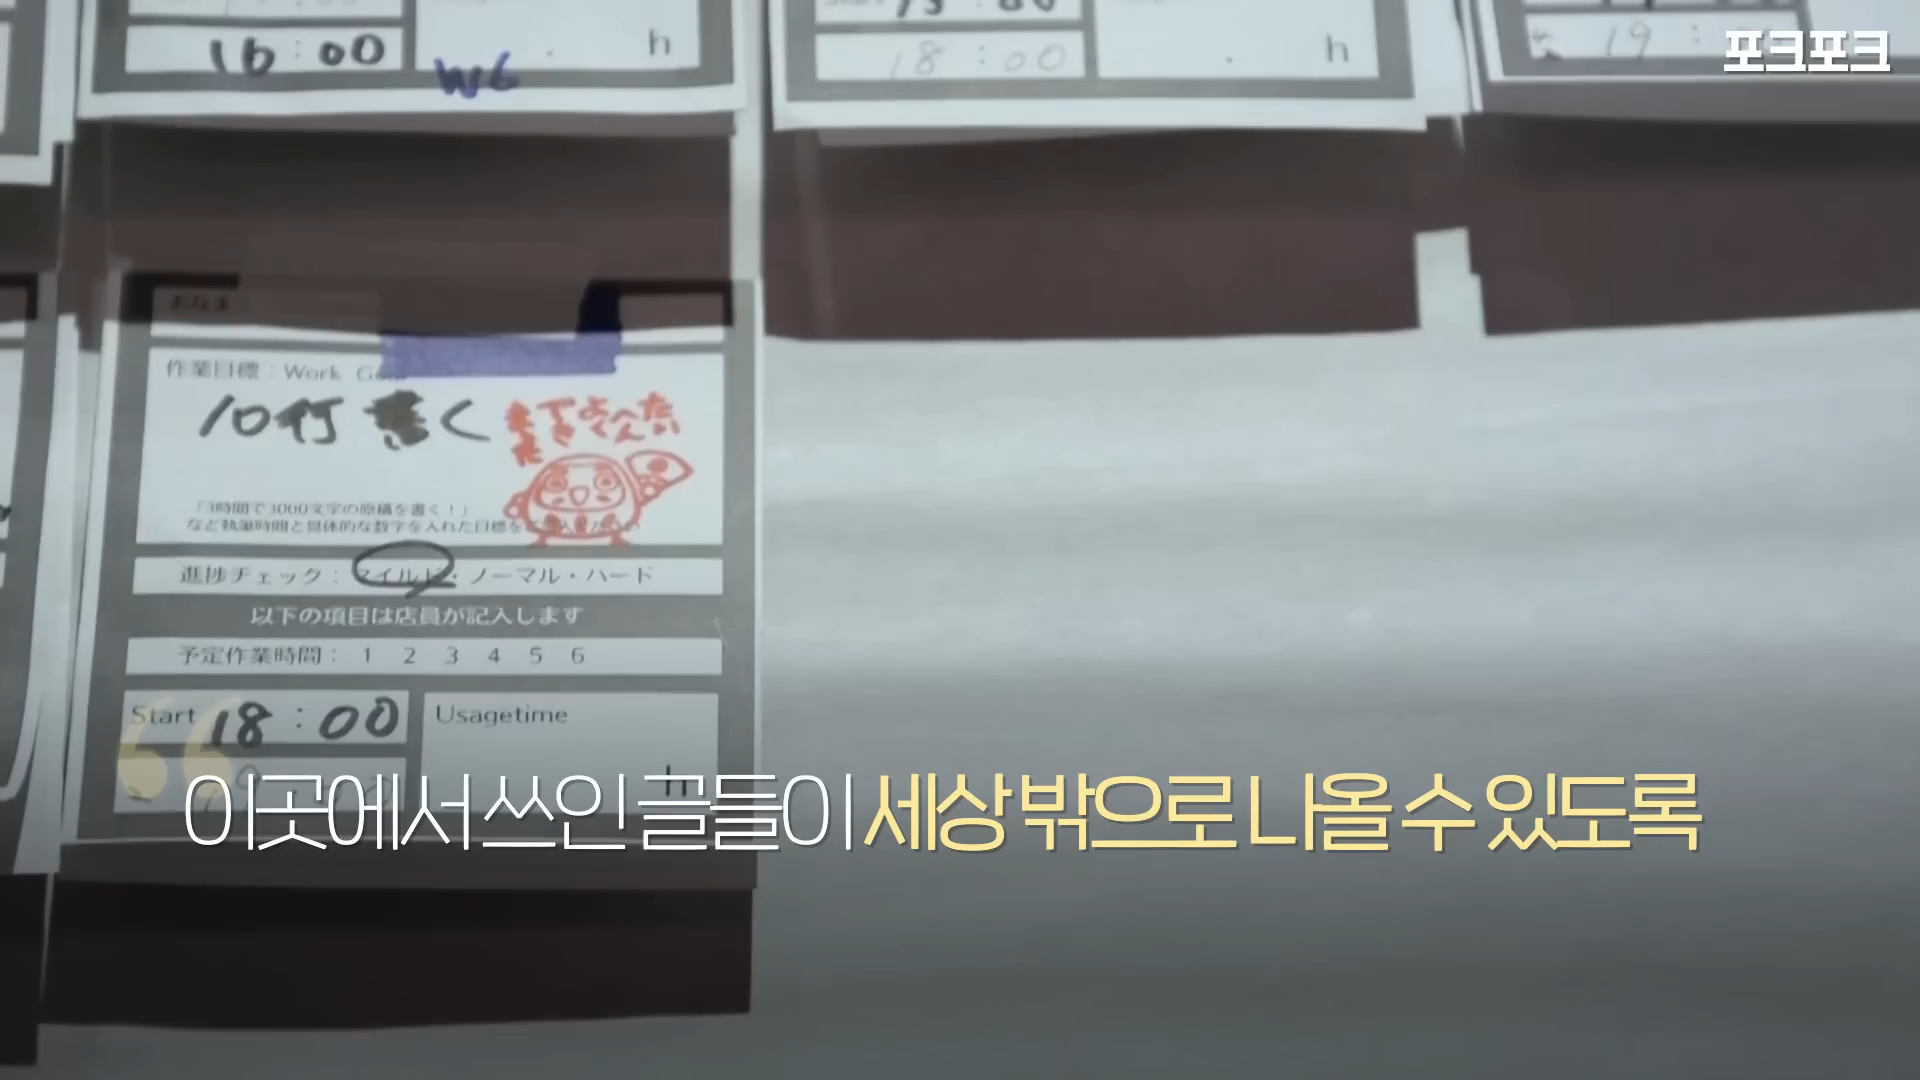 포크포크
16:00
h
W6
18:00
h
19:
作業目標：Work Goal
10行書く
「3時間で3000文字の原稿を書く！」
など執筆時間と具体的な数字を入れた目標を
進捗チェック：マイルド・ノーマル・ハード
以下の項目は店員が記入します
予定作業時間： 1 2 3 4 5 6
Start 18:00
Usagetime
h
이곳에서 쓰인 글들이 세상 밖으로 나올 수 있도록